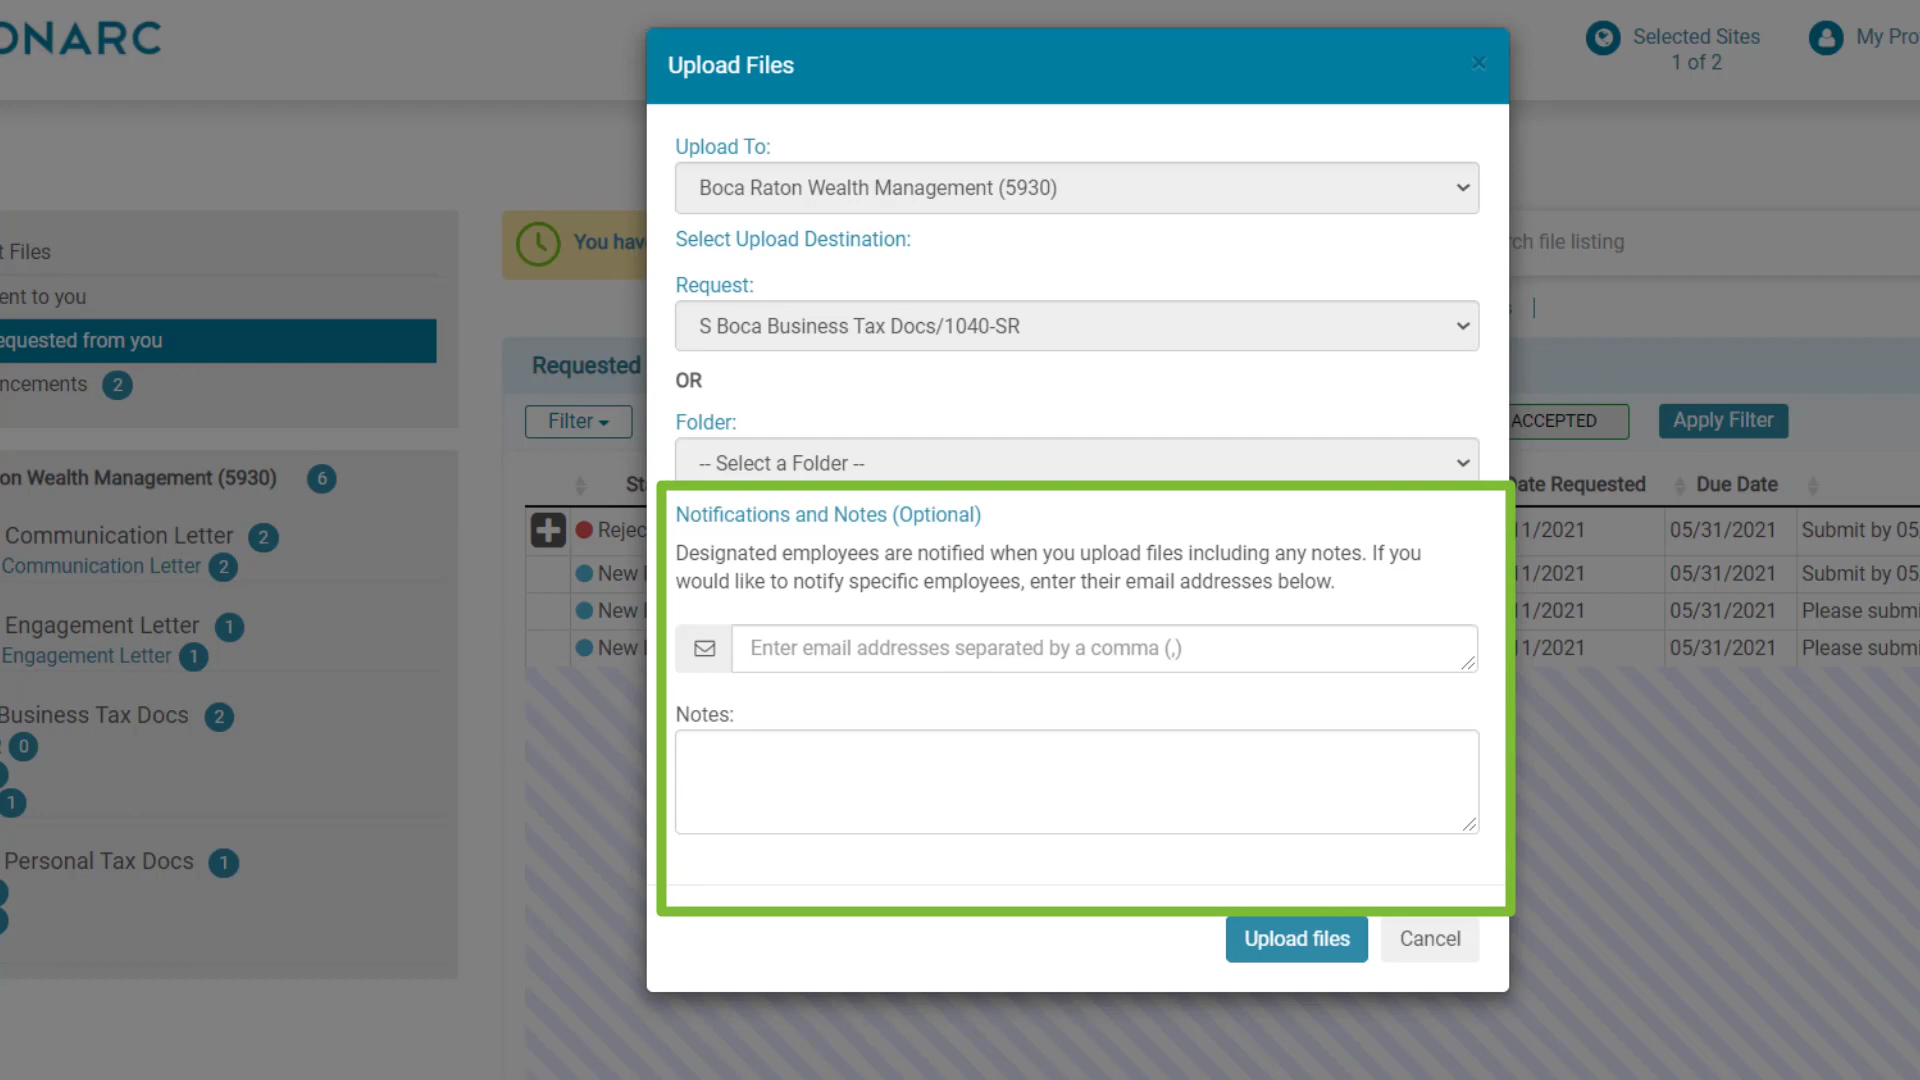 ONARC
Selected Sites
1 of 2
My Pro
t Files
ent to you
equested from you
ncements 2
on Wealth Management (5930) 6
Communication Letter 2
Communication Letter 2
Engagement Letter 1
Engagement Letter 1
Business Tax Docs 2
0
1
Personal Tax Docs 1
You hav
rch file listing
Requested
Filter
ACCEPTED
Apply Filter
St
Date Requested
Due Date
Rejec
11/2021
05/31/2021
Submit by 05
New
11/2021
05/31/2021
Submit by 05
New
11/2021
05/31/2021
Please submi
New
11/2021
05/31/2021
Please submi
Upload Files
×
Upload To:
Boca Raton Wealth Management (5930)
Select Upload Destination:
Request:
S Boca Business Tax Docs/1040-SR
OR
Folder:
-- Select a Folder --
Notifications and Notes (Optional)
Designated employees are notified when you upload files including any notes. If you
would like to notify specific employees, enter their email addresses below.
Enter email addresses separated by a comma (,)
Notes:
Upload files
Cancel